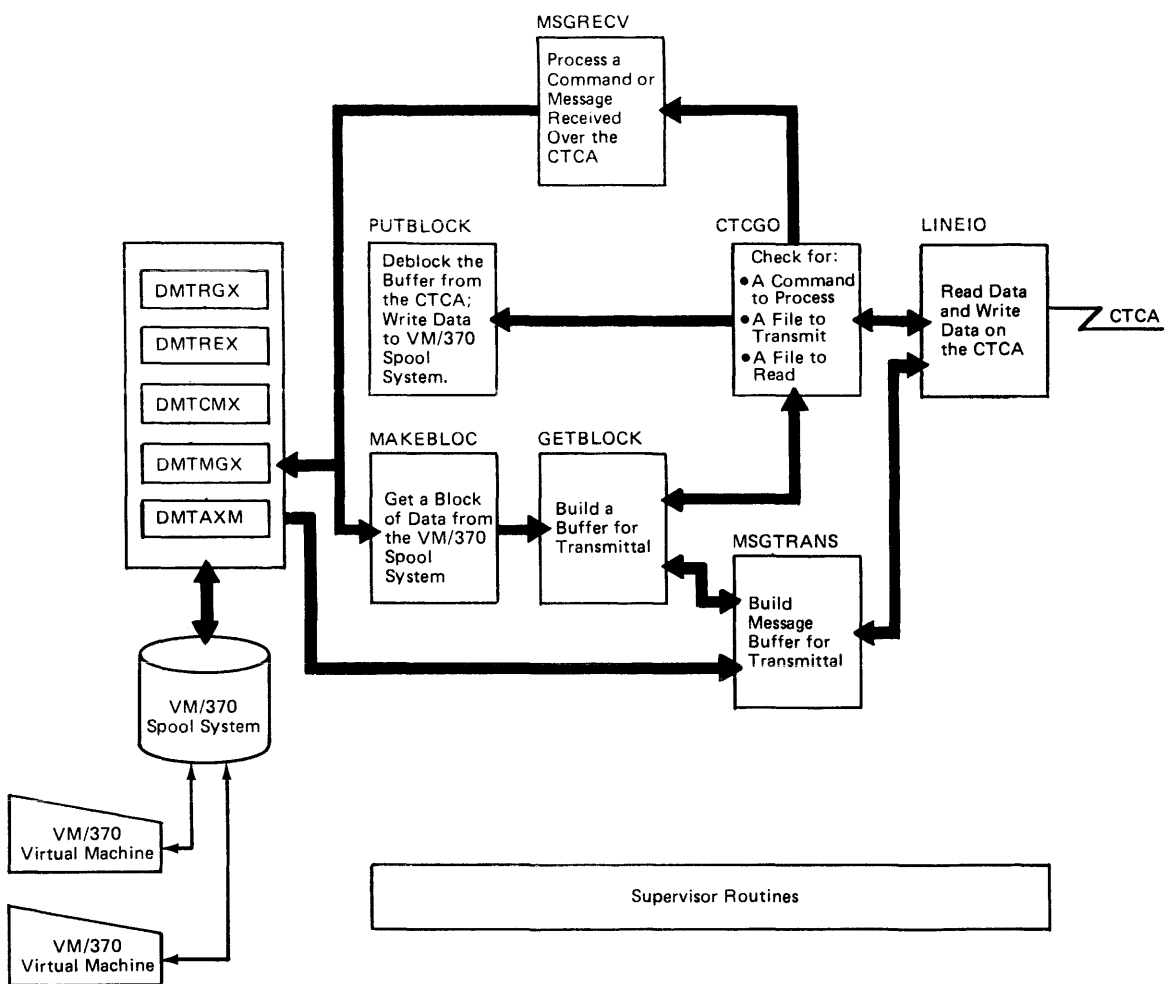 MSGRECV
Process a
Command or
Message
Received
Over the
CTCA
PUTBLOCK
Deblock the
Buffer from
the CTCA;
Write Data
to VM/370
Spool
System.
CTCGO
Check for:
•A Command
to Process
•A File to
Transmit
•A File to
Read
LINEIO
Read Data
and Write
Data on
the CTCA
CTCA
DMTRGX
DMTREX
DMTCMX
DMTMGX
DMTAXM
MAKEBLOC
Get a Block
of Data from
the VM/370
Spool
System
GETBLOCK
Build a
Buffer for
Transmittal
MSGTRANS
Build
Message
Buffer for
Transmittal
VM/370
Spool System
VM/370
Virtual Machine
VM/370
Virtual Machine
Supervisor Routines